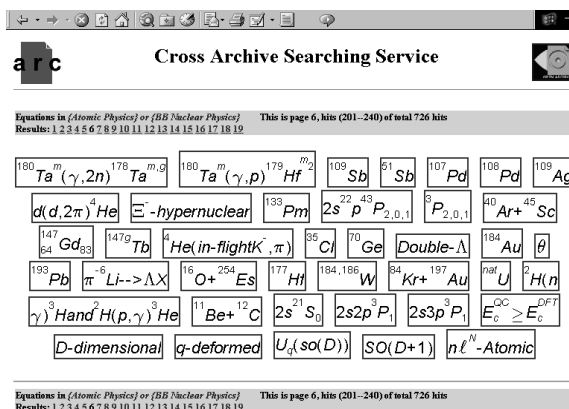 arc Cross Archive Searching Service
Equations in {Atomic Physics} or {BB Nuclear Physics} This is page 6, hits (201--240) of total 726 hits
Results: 1 2 3 4 5 6 7 8 9 10 11 12 13 14 15 16 17 18 19
¹⁸⁰Taᵐ(γ,2n)¹⁷⁸Taᵐ,ᵍ ¹⁸⁰Taᵐ(γ,p)¹⁷⁹Hfᵐ₂ ¹⁰⁹Sb ⁵¹Sb ¹⁰⁷Pd ¹⁰⁸Pd ¹⁰⁹Ag
d(d,2π)⁴He Ξ⁻-hypernuclear ¹³³Pm 2s²²p⁴³P₂,₀,₁ ³P₂,₀,₁ ⁴⁰Ar+⁴⁵Sc
¹⁴⁷₆₄Gd₈₃ ¹⁴⁷ᵍTb ⁴He(in-flightK⁻,π) ³⁵Cl ⁷⁰Ge Double-Λ ¹⁸⁴Au θ
¹⁹³Pb π⁻⁶Li-->ΛX ¹⁶O+²⁵⁴Es ¹⁷⁷Hf ¹⁸⁴,¹⁸⁶W ⁸⁴Kr+¹⁹⁷Au ⁿᵃᵗU ²H(n
γ)³Hand²H(p,γ)³He ¹¹Be+¹²C 2s²¹S₀ 2s2p³P₁ 2s3p³P₁ E_c^QC ≥ E_c^DFT
D-dimensional q-deformed U_q(so(D)) SO(D+1) nℓᴺ-Atomic
Equations in {Atomic Physics} or {BB Nuclear Physics} This is page 6, hits (201--240) of total 726 hits
Results: 1 2 3 4 5 6 7 8 9 10 11 12 13 14 15 16 17 18 19